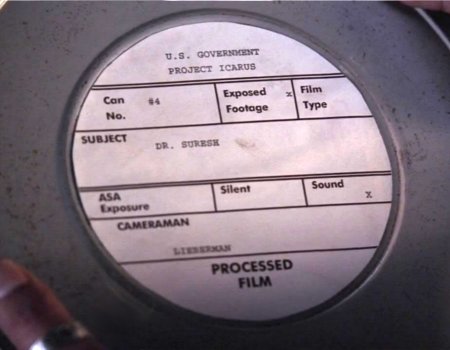 U.S. GOVERNMENT
PROJECT ICARUS
Can No. #4 Exposed Footage x Film Type
SUBJECT DR. SURESH
ASA Exposure Silent Sound X
CAMERAMAN
LIEBERMAN
PROCESSED
FILM